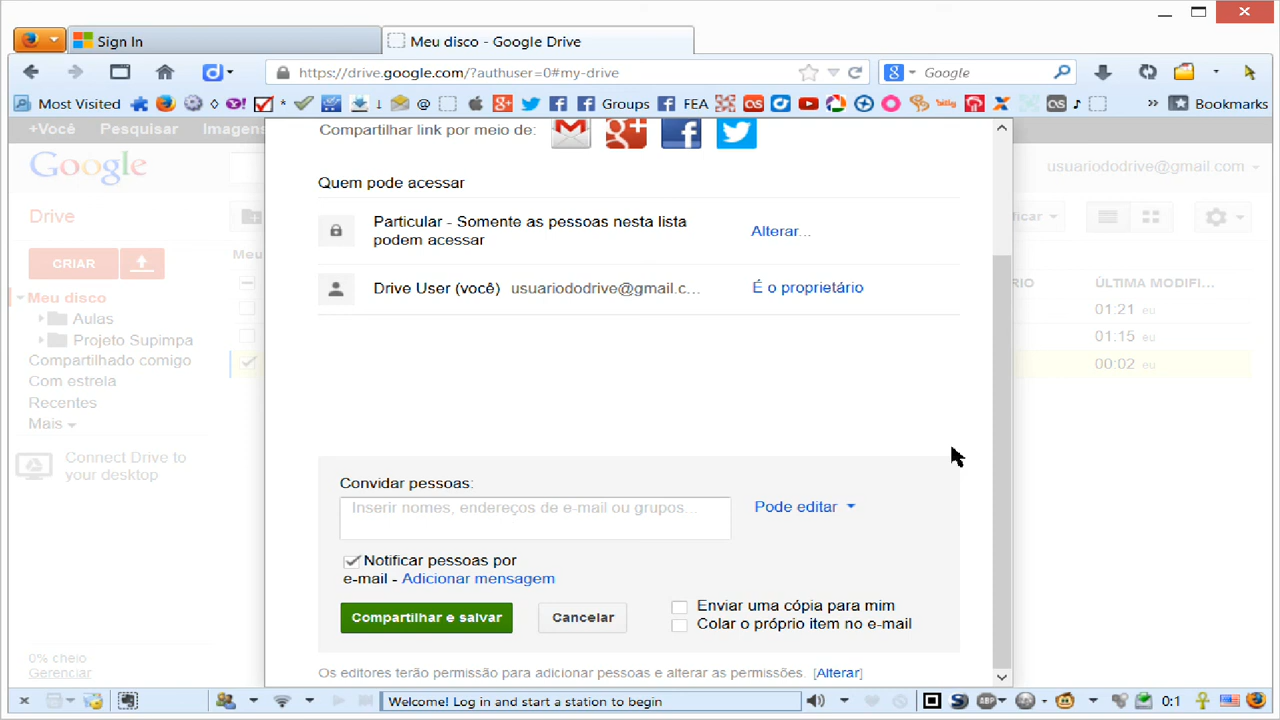 Sign In
Meu disco - Google Drive
https://drive.google.com/?authuser=0#my-drive
Google
Most Visited
Groups
FEA
Bookmarks
+Você
Pesquisar
Imagens
Google
usuariododrive@gmail.com
Drive
CRIAR
Meu disco
Aulas
Projeto Supimpa
Compartilhado comigo
Com estrela
Recentes
Mais
Connect Drive to
your desktop
0% cheio
Gerenciar
ÚLTIMA MODIFI...
01:21 eu
01:15 eu
00:02 eu
Compartilhar link por meio de:
Quem pode acessar
Particular - Somente as pessoas nesta lista
podem acessar
Alterar...
Drive User (você) usuariododrive@gmail.c...
É o proprietário
Convidar pessoas:
Inserir nomes, endereços de e-mail ou grupos...
Pode editar
Notificar pessoas por
e-mail - Adicionar mensagem
Compartilhar e salvar
Cancelar
Enviar uma cópia para mim
Colar o próprio item no e-mail
Os editores terão permissão para adicionar pessoas e alterar as permissões. [Alterar]
Welcome! Log in and start a station to begin
0:1